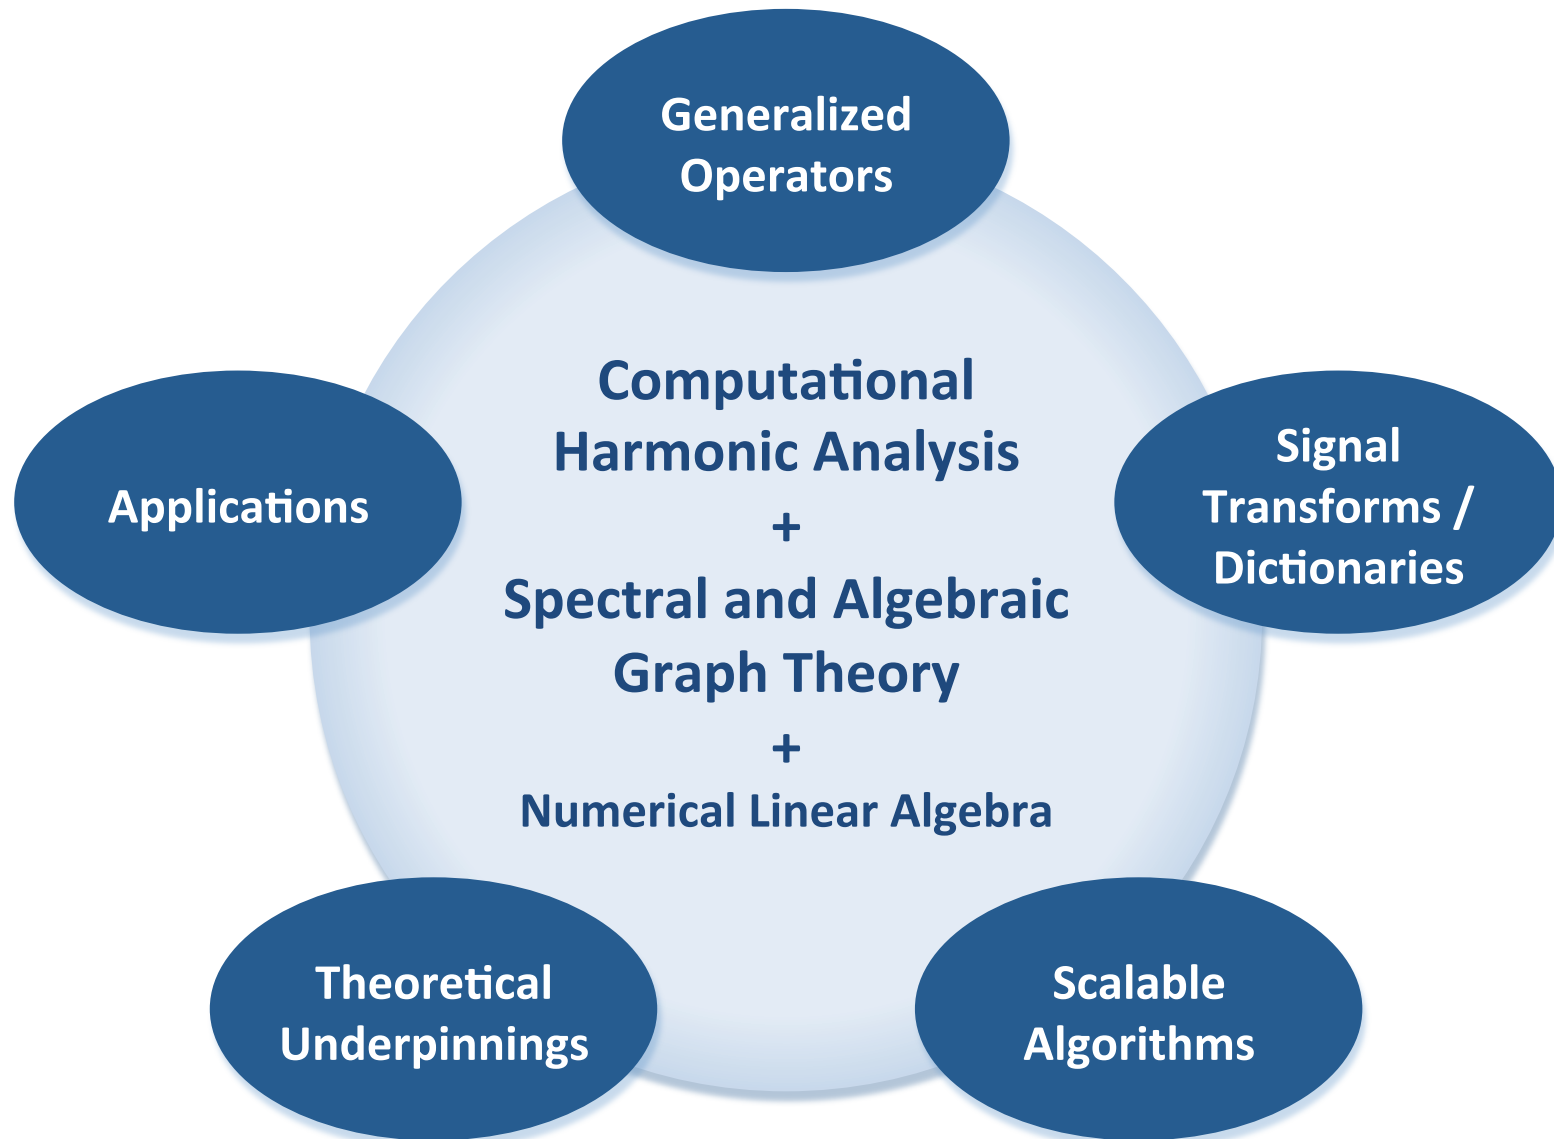 Generalized
Operators
Computational
Harmonic Analysis
+
Spectral and Algebraic
Graph Theory
+
Numerical Linear Algebra
Applications
Signal
Transforms /
Dictionaries
Theoretical
Underpinnings
Scalable
Algorithms